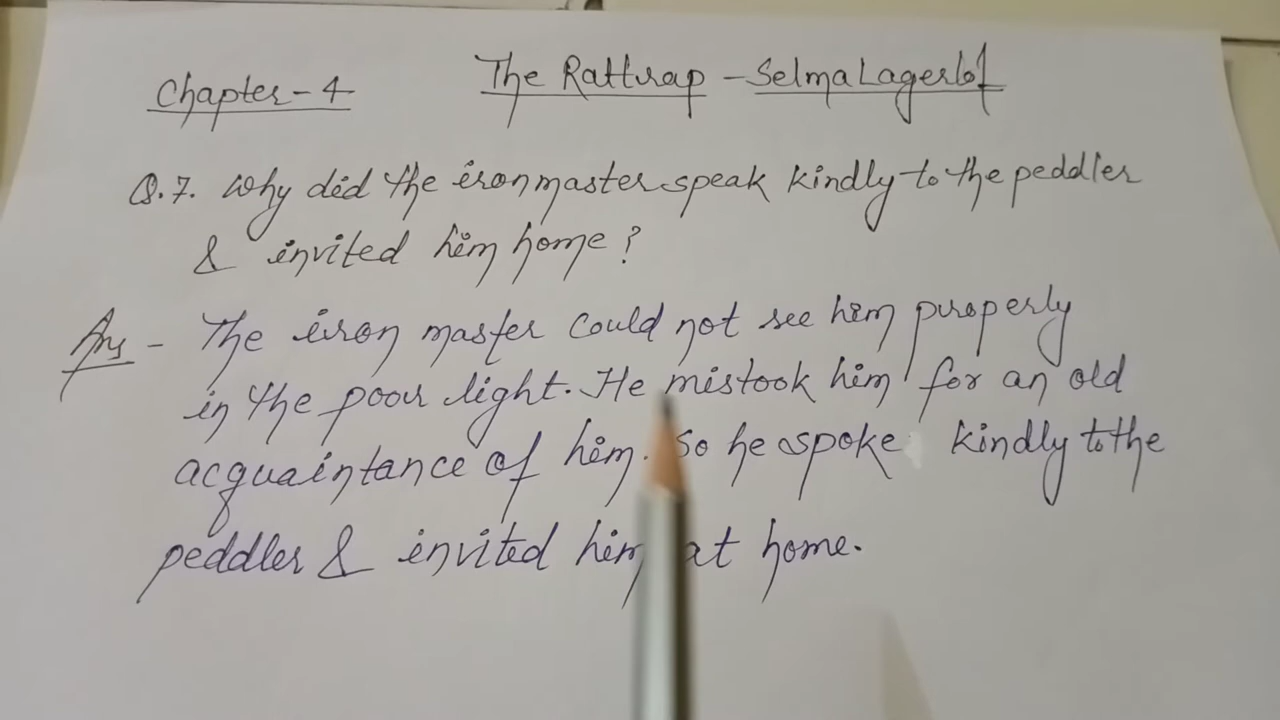 Chapter-4 The Rattrap - Selma Lagerlof
Q.7. Why did the ironmaster speak kindly to the peddler
& invited him home?
Ans - The iron master could not see him properly
in the poor light. He mistook him for an old
acquaintance of him. So he spoke kindly to the
peddler & invited him at home.